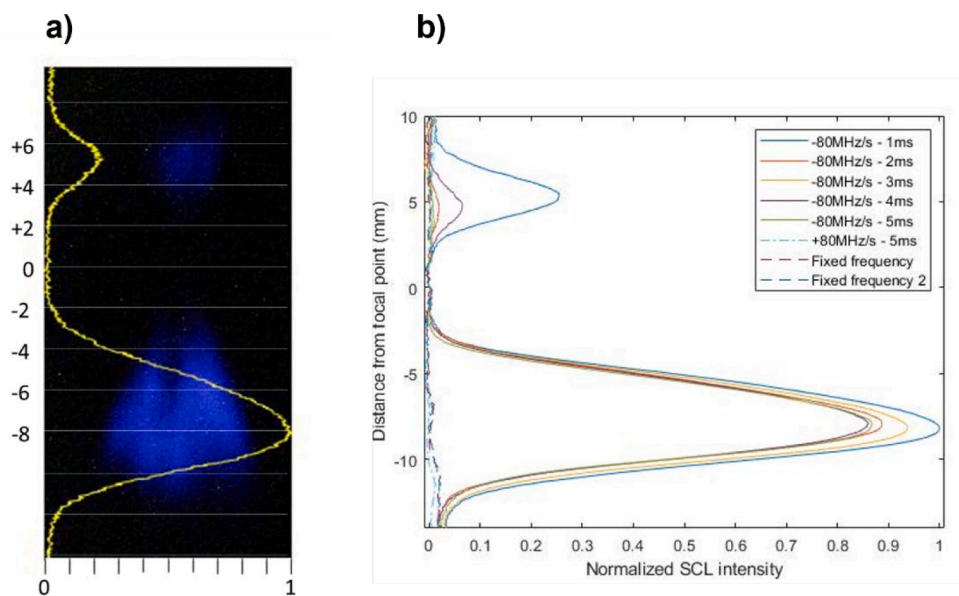 a)
+6
+4
+2
0
-2
-4
-6
-8
0 1
b)
10
5
0
-5
-10
Distance from focal point (mm)
-80MHz/s - 1ms
-80MHz/s - 2ms
-80MHz/s - 3ms
-80MHz/s - 4ms
-80MHz/s - 5ms
+80MHz/s - 5ms
Fixed frequency
Fixed frequency 2
0 0.1 0.2 0.3 0.4 0.5 0.6 0.7 0.8 0.9 1
Normalized SCL intensity